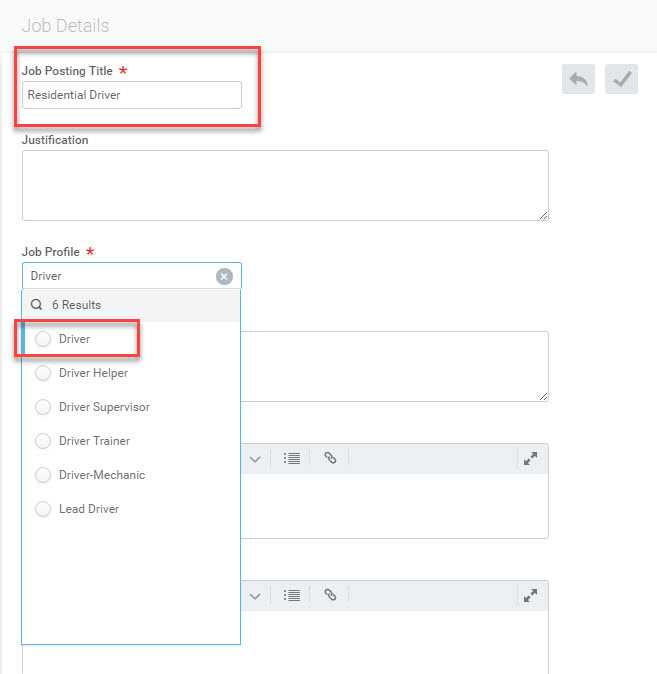 Job Details
Job Posting Title *
Residential Driver
Justification
Job Profile *
Driver
6 Results
Driver
Driver Helper
Driver Supervisor
Driver Trainer
Driver-Mechanic
Lead Driver